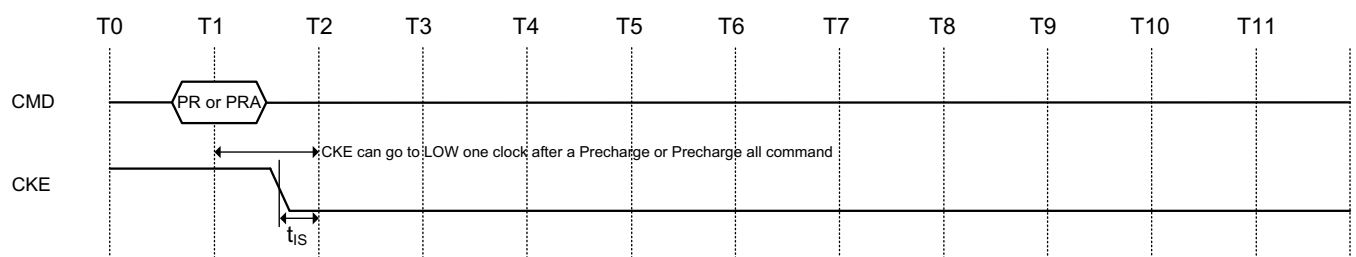 T0 T1 T2 T3 T4 T5 T6 T7 T8 T9 T10 T11
CMD PR or PRA
CKE can go to LOW one clock after a Precharge or Precharge all command
CKE
tIS